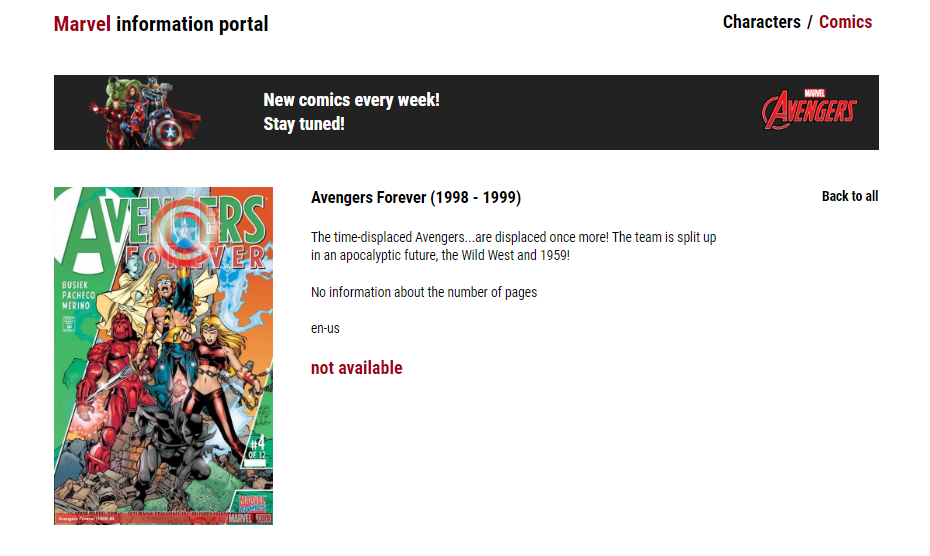 Marvel information portal
Characters / Comics
New comics every week!
Stay tuned!
MARVEL
AVENGERS
AVENGERS
FOREVER
BUSIEK
PACHECO
MERINO
#4
OF 12
MARVEL
COMICS
MARVEL.COM
Avengers Forever (1998) #4
Avengers Forever (1998 - 1999)
Back to all
The time-displaced Avengers...are displaced once more! The team is split up
in an apocalyptic future, the Wild West and 1959!
No information about the number of pages
en-us
not available